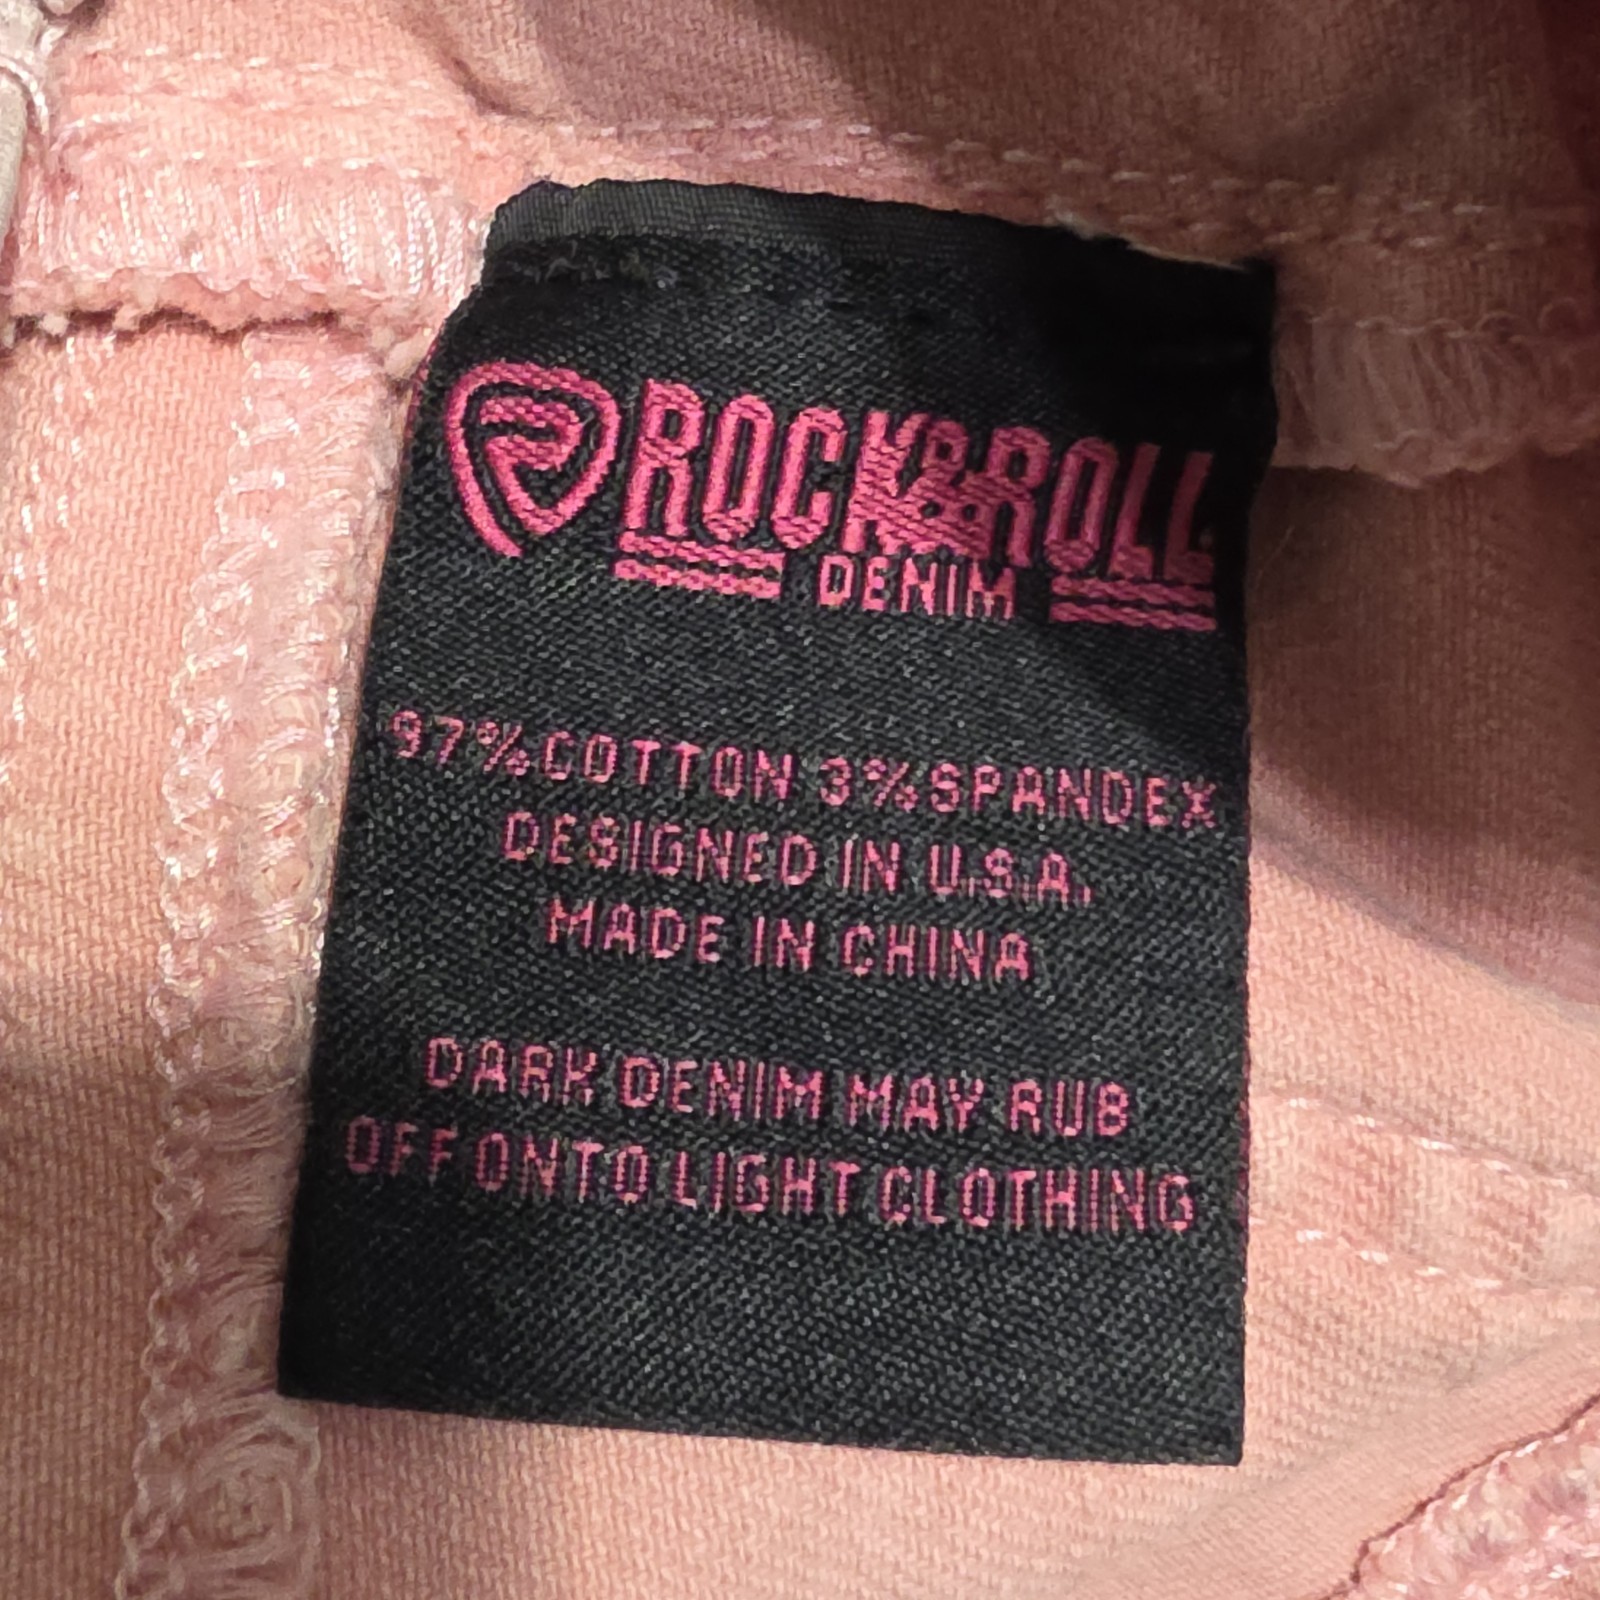 ROCK&ROLL
DENIM
97%COTTON 3%SPANDEX
DESIGNED IN U.S.A.
MADE IN CHINA
DARK DENIM MAY RUB
OFF ONTO LIGHT CLOTHING